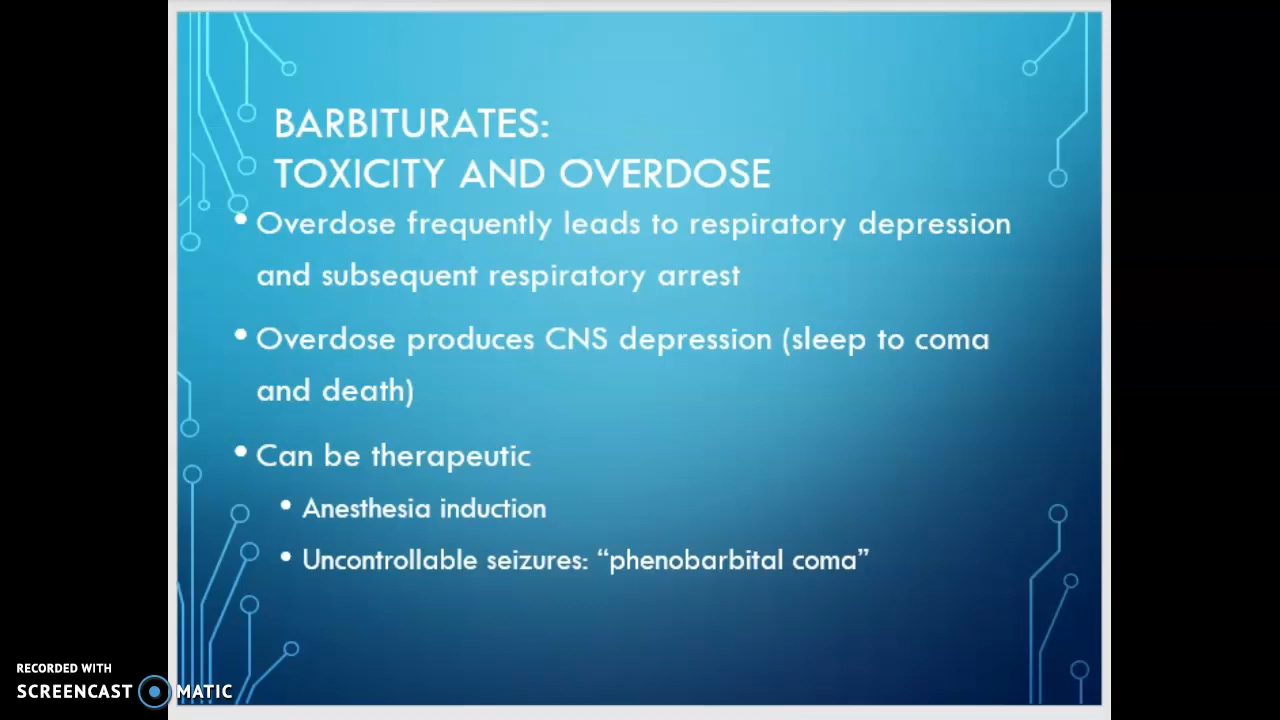 BARBITURATES:
TOXICITY AND OVERDOSE
• Overdose frequently leads to respiratory depression
and subsequent respiratory arrest
• Overdose produces CNS depression (sleep to coma
and death)
• Can be therapeutic
• Anesthesia induction
• Uncontrollable seizures: “phenobarbital coma”
RECORDED WITH
SCREENCAST MATIC